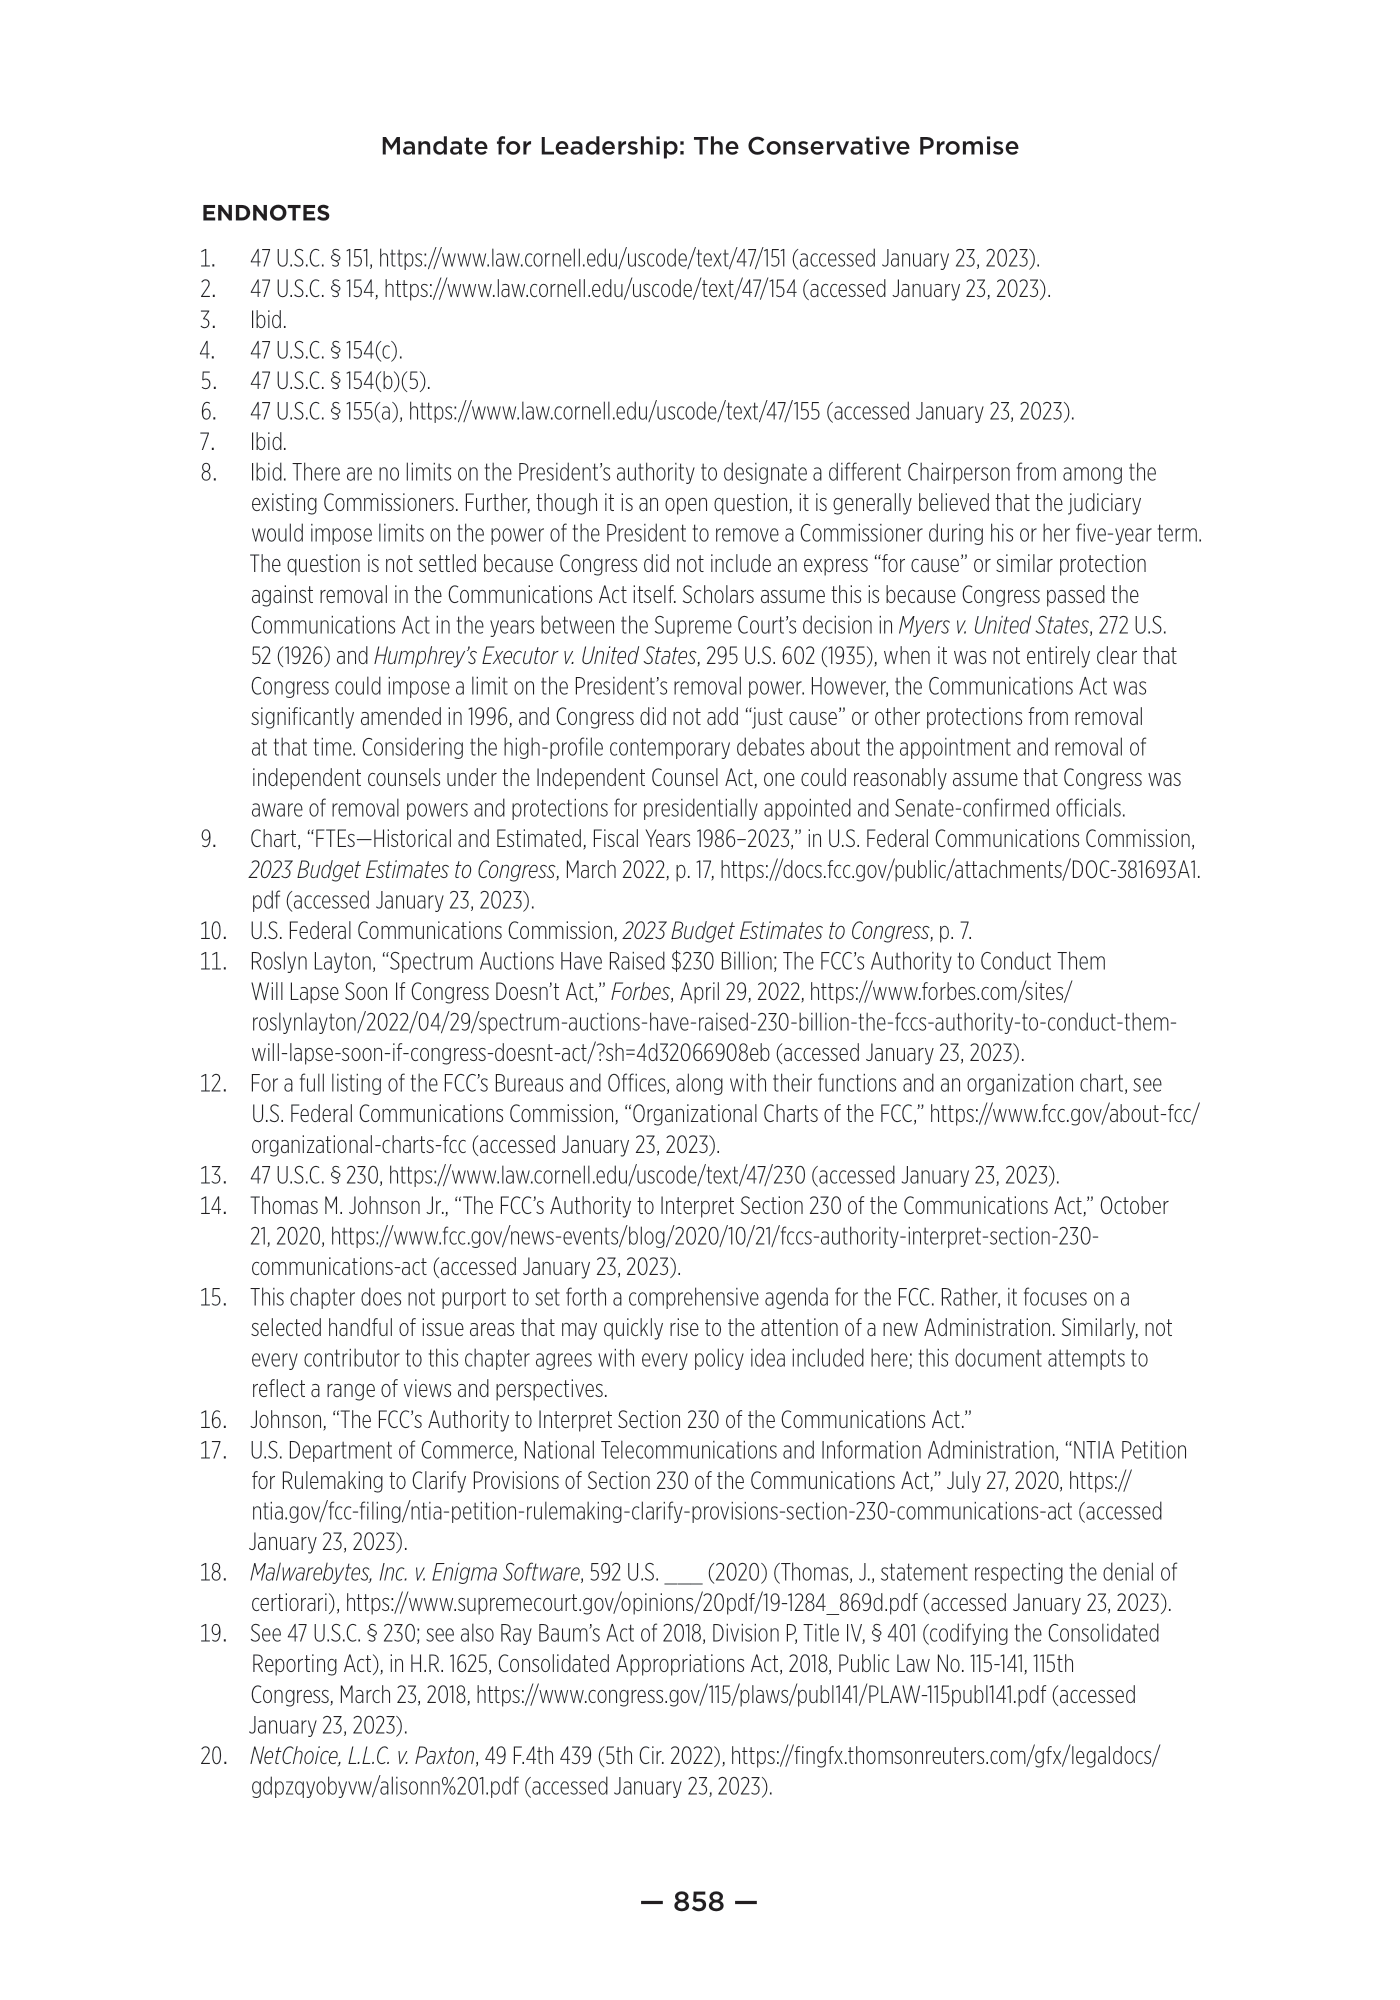 Mandate for Leadership: The Conservative Promise
ENDNOTES
1. 47 U.S.C. § 151, https://www.law.cornell.edu/uscode/text/47/151 (accessed January 23, 2023).
2. 47 U.S.C. § 154, https://www.law.cornell.edu/uscode/text/47/154 (accessed January 23, 2023).
3. Ibid.
4. 47 U.S.C. § 154(c).
5. 47 U.S.C. § 154(b)(5).
6. 47 U.S.C. § 155(a), https://www.law.cornell.edu/uscode/text/47/155 (accessed January 23, 2023).
7. Ibid.
8. Ibid. There are no limits on the President’s authority to designate a different Chairperson from among the
existing Commissioners. Further, though it is an open question, it is generally believed that the judiciary
would impose limits on the power of the President to remove a Commissioner during his or her five-year term.
The question is not settled because Congress did not include an express “for cause” or similar protection
against removal in the Communications Act itself. Scholars assume this is because Congress passed the
Communications Act in the years between the Supreme Court’s decision in Myers v. United States, 272 U.S.
52 (1926) and Humphrey’s Executor v. United States, 295 U.S. 602 (1935), when it was not entirely clear that
Congress could impose a limit on the President’s removal power. However, the Communications Act was
significantly amended in 1996, and Congress did not add “just cause” or other protections from removal
at that time. Considering the high-profile contemporary debates about the appointment and removal of
independent counsels under the Independent Counsel Act, one could reasonably assume that Congress was
aware of removal powers and protections for presidentially appointed and Senate-confirmed officials.
9. Chart, “FTEs—Historical and Estimated, Fiscal Years 1986–2023,” in U.S. Federal Communications Commission,
2023 Budget Estimates to Congress, March 2022, p. 17, https://docs.fcc.gov/public/attachments/DOC-381693A1.
pdf (accessed January 23, 2023).
10. U.S. Federal Communications Commission, 2023 Budget Estimates to Congress, p. 7.
11. Roslyn Layton, “Spectrum Auctions Have Raised $230 Billion; The FCC’s Authority to Conduct Them
Will Lapse Soon If Congress Doesn’t Act,” Forbes, April 29, 2022, https://www.forbes.com/sites/
roslynlayton/2022/04/29/spectrum-auctions-have-raised-230-billion-the-fccs-authority-to-conduct-them-
will-lapse-soon-if-congress-doesnt-act/?sh=4d32066908eb (accessed January 23, 2023).
12. For a full listing of the FCC’s Bureaus and Offices, along with their functions and an organization chart, see
U.S. Federal Communications Commission, “Organizational Charts of the FCC,” https://www.fcc.gov/about-fcc/
organizational-charts-fcc (accessed January 23, 2023).
13. 47 U.S.C. § 230, https://www.law.cornell.edu/uscode/text/47/230 (accessed January 23, 2023).
14. Thomas M. Johnson Jr., “The FCC’s Authority to Interpret Section 230 of the Communications Act,” October
21, 2020, https://www.fcc.gov/news-events/blog/2020/10/21/fccs-authority-interpret-section-230-
communications-act (accessed January 23, 2023).
15. This chapter does not purport to set forth a comprehensive agenda for the FCC. Rather, it focuses on a
selected handful of issue areas that may quickly rise to the attention of a new Administration. Similarly, not
every contributor to this chapter agrees with every policy idea included here; this document attempts to
reflect a range of views and perspectives.
16. Johnson, “The FCC’s Authority to Interpret Section 230 of the Communications Act.”
17. U.S. Department of Commerce, National Telecommunications and Information Administration, “NTIA Petition
for Rulemaking to Clarify Provisions of Section 230 of the Communications Act,” July 27, 2020, https://
ntia.gov/fcc-filing/ntia-petition-rulemaking-clarify-provisions-section-230-communications-act (accessed
January 23, 2023).
18. Malwarebytes, Inc. v. Enigma Software, 592 U.S. ___ (2020) (Thomas, J., statement respecting the denial of
certiorari), https://www.supremecourt.gov/opinions/20pdf/19-1284_869d.pdf (accessed January 23, 2023).
19. See 47 U.S.C. § 230; see also Ray Baum’s Act of 2018, Division P, Title IV, § 401 (codifying the Consolidated
Reporting Act), in H.R. 1625, Consolidated Appropriations Act, 2018, Public Law No. 115-141, 115th
Congress, March 23, 2018, https://www.congress.gov/115/plaws/publ141/PLAW-115publ141.pdf (accessed
January 23, 2023).
20. NetChoice, L.L.C. v. Paxton, 49 F.4th 439 (5th Cir. 2022), https://fingfx.thomsonreuters.com/gfx/legaldocs/
gdpzqyobyvw/alisonn%201.pdf (accessed January 23, 2023).
— 858 —